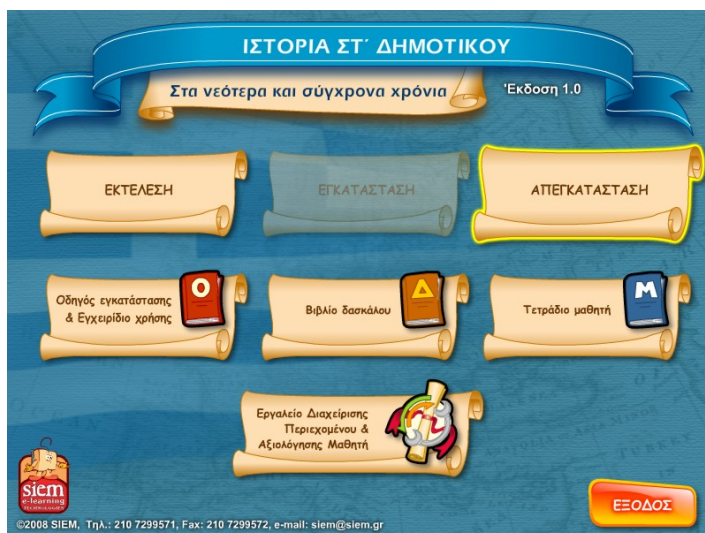 ΙΣΤΟΡΙΑ ΣΤ΄ ΔΗΜΟΤΙΚΟΥ
Στα νεότερα και σύγχρονα χρόνια
Έκδοση 1.0
ΕΚΤΕΛΕΣΗ
ΕΓΚΑΤΑΣΤΑΣΗ
ΑΠΕΓΚΑΤΑΣΤΑΣΗ
Οδηγός εγκατάστασης
& Εγχειρίδιο χρήσης
Ο
Βιβλίο δασκάλου
Δ
Τετράδιο μαθητή
Μ
Εργαλείο Διαχείρισης
Περιεχομένου &
Αξιολόγησης Μαθητή
siem
e-learning
ΕΞΟΔΟΣ
©2008 SIEM, Τηλ.: 210 7299571, Fax: 210 7299572, e-mail: siem@siem.gr